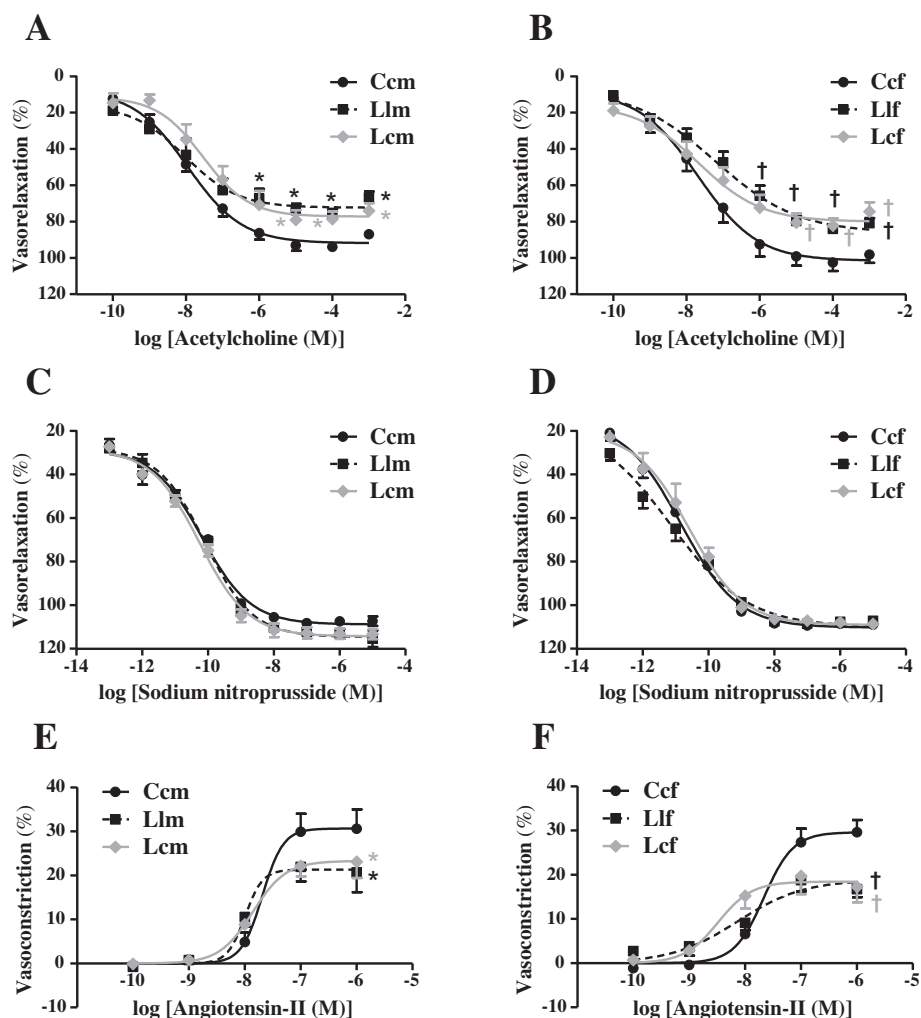 A
B
0
20
40
60
80
100
120
Vasorelaxation (%)
Ccm
Llm
Lcm
*
*
*
*
*
*
*
-10
-8
-6
-4
-2
log [Acetylcholine (M)]
0
20
40
60
80
100
120
Vasorelaxation (%)
Ccf
Llf
Lcf
†
†
†
†
†
†
†
-10
-8
-6
-4
-2
log [Acetylcholine (M)]
C
D
20
40
60
80
100
120
Vasorelaxation (%)
Ccm
Llm
Lcm
-14
-12
-10
-8
-6
-4
log [Sodium nitroprusside (M)]
20
40
60
80
100
120
Vasorelaxation (%)
Ccf
Llf
Lcf
-14
-12
-10
-8
-6
-4
log [Sodium nitroprusside (M)]
E
F
40
30
20
10
0
-10
Vasoconstriction (%)
Ccm
Llm
Lcm
*
*
-11
-10
-9
-8
-7
-6
-5
log [Angiotensin-II (M)]
40
30
20
10
0
-10
Vasoconstriction (%)
Ccf
Llf
Lcf
†
†
-11
-10
-9
-8
-7
-6
-5
log [Angiotensin-II (M)]